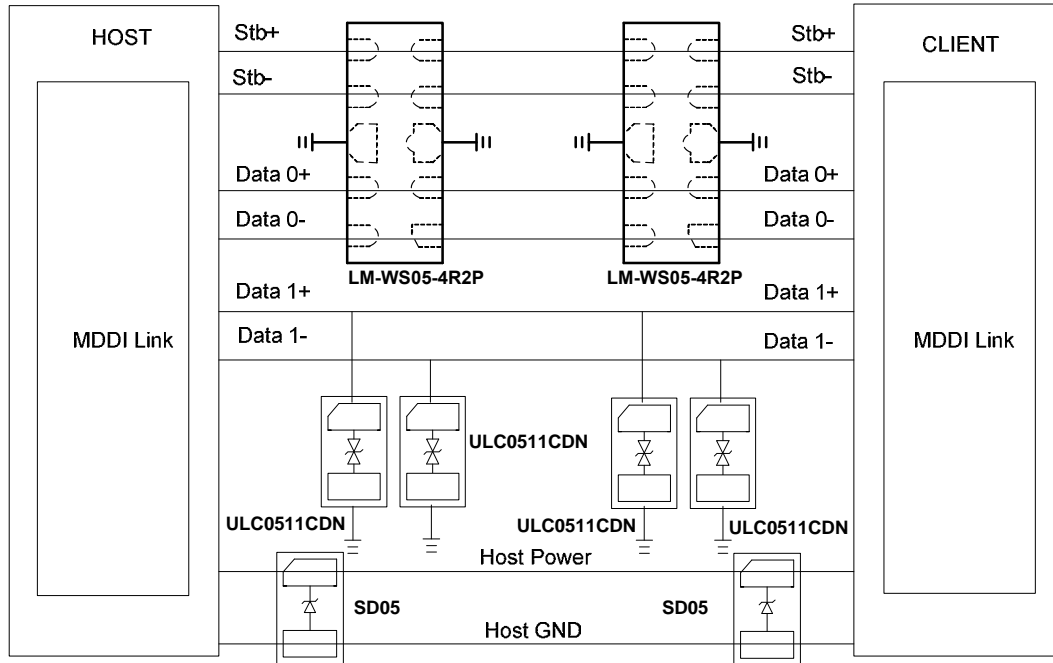 HOST
Stb+
Stb+
CLIENT
Stb-
Stb-
Data 0+
Data 0+
Data 0-
Data 0-
LM-WS05-4R2P
LM-WS05-4R2P
Data 1+
Data 1+
MDDI Link
Data 1-
Data 1-
MDDI Link
ULC0511CDN
ULC0511CDN
ULC0511CDN
ULC0511CDN
Host Power
SD05
SD05
Host GND